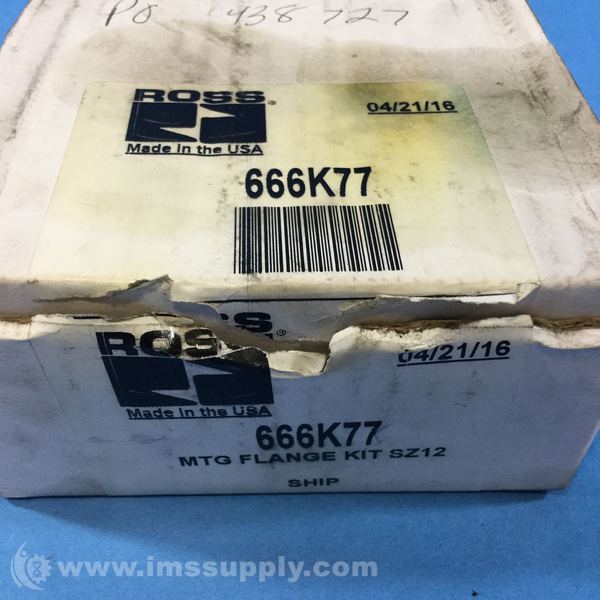 PO 438727
ROSS®
04/21/16
Made in the USA
666K77
ROSS®
04/21/16
Made in the USA
666K77
MTG FLANGE KIT SZ12
SHIP
www.imssupply.com